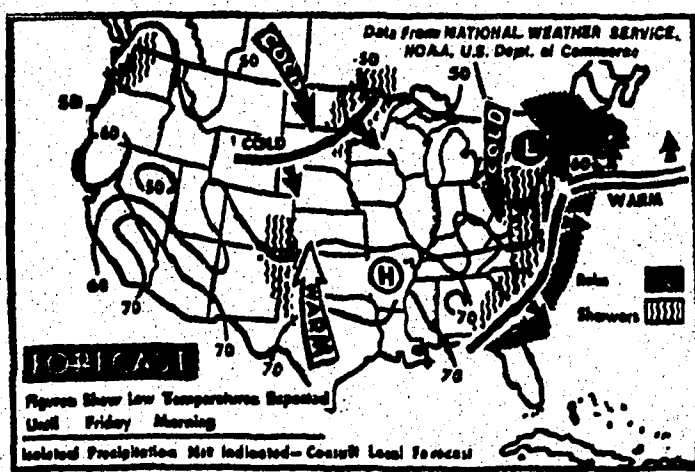 Data From NATIONAL WEATHER SERVICE,
NOAA, U.S. Dept. of Commerce
50
COLD
50
50
50
60
COLD
COLD
L
60
WARM
50
H
60
70
70
70
WARM
70
70
Rain
Showers
FORECAST
Figures Show Low Temperatures Expected
Until Friday Morning
Isolated Precipitation Not Indicated– Consult Local Forecast